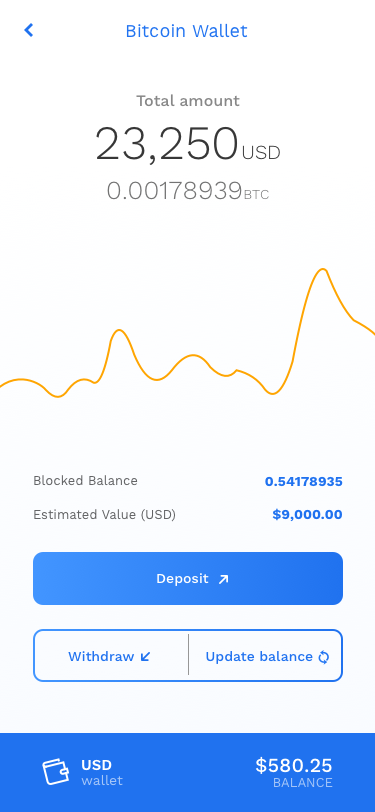 Bitcoin Wallet
Total amount
23,250USD
0.00178939BTC
Blocked Balance 0.54178935
Estimated Value (USD) $9,000.00
Deposit
Withdraw Update balance
USD $580.25
wallet BALANCE